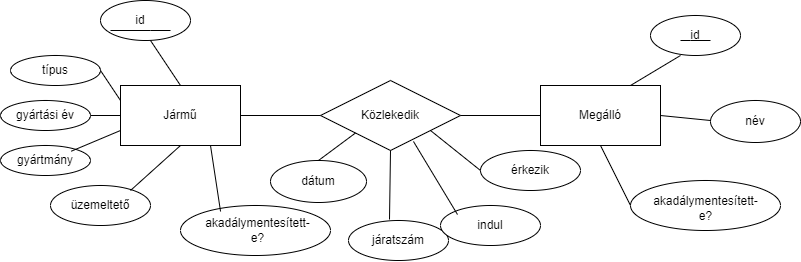 id
id
típus
gyártási év
Jármű
Közlekedik
Megálló
név
gyártmány
érkezik
dátum
üzemeltető
akadálymentesített-
e?
akadálymentesített-
e?
indul
járatszám